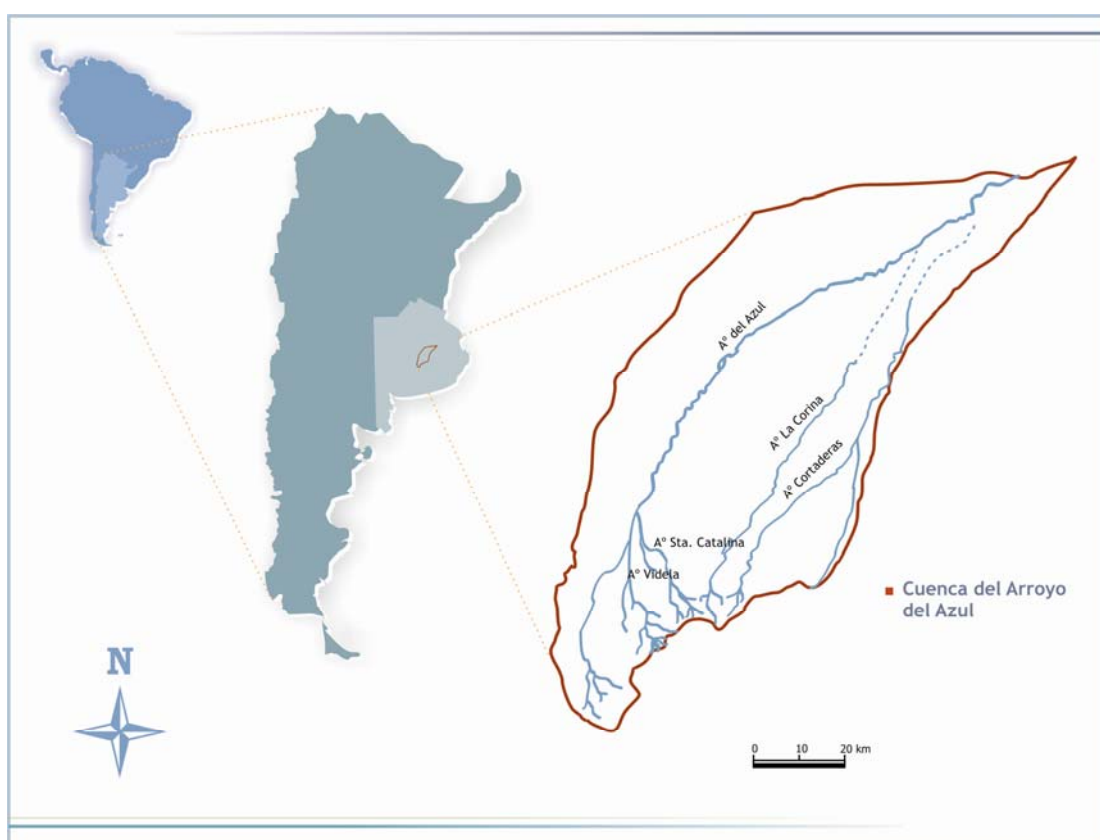 Aº del Azul
Aº La Corina
Aº Cortaderas
Aº Sta. Catalina
Aº Videla
Cuenca del Arroyo
del Azul
N
0 10 20 km